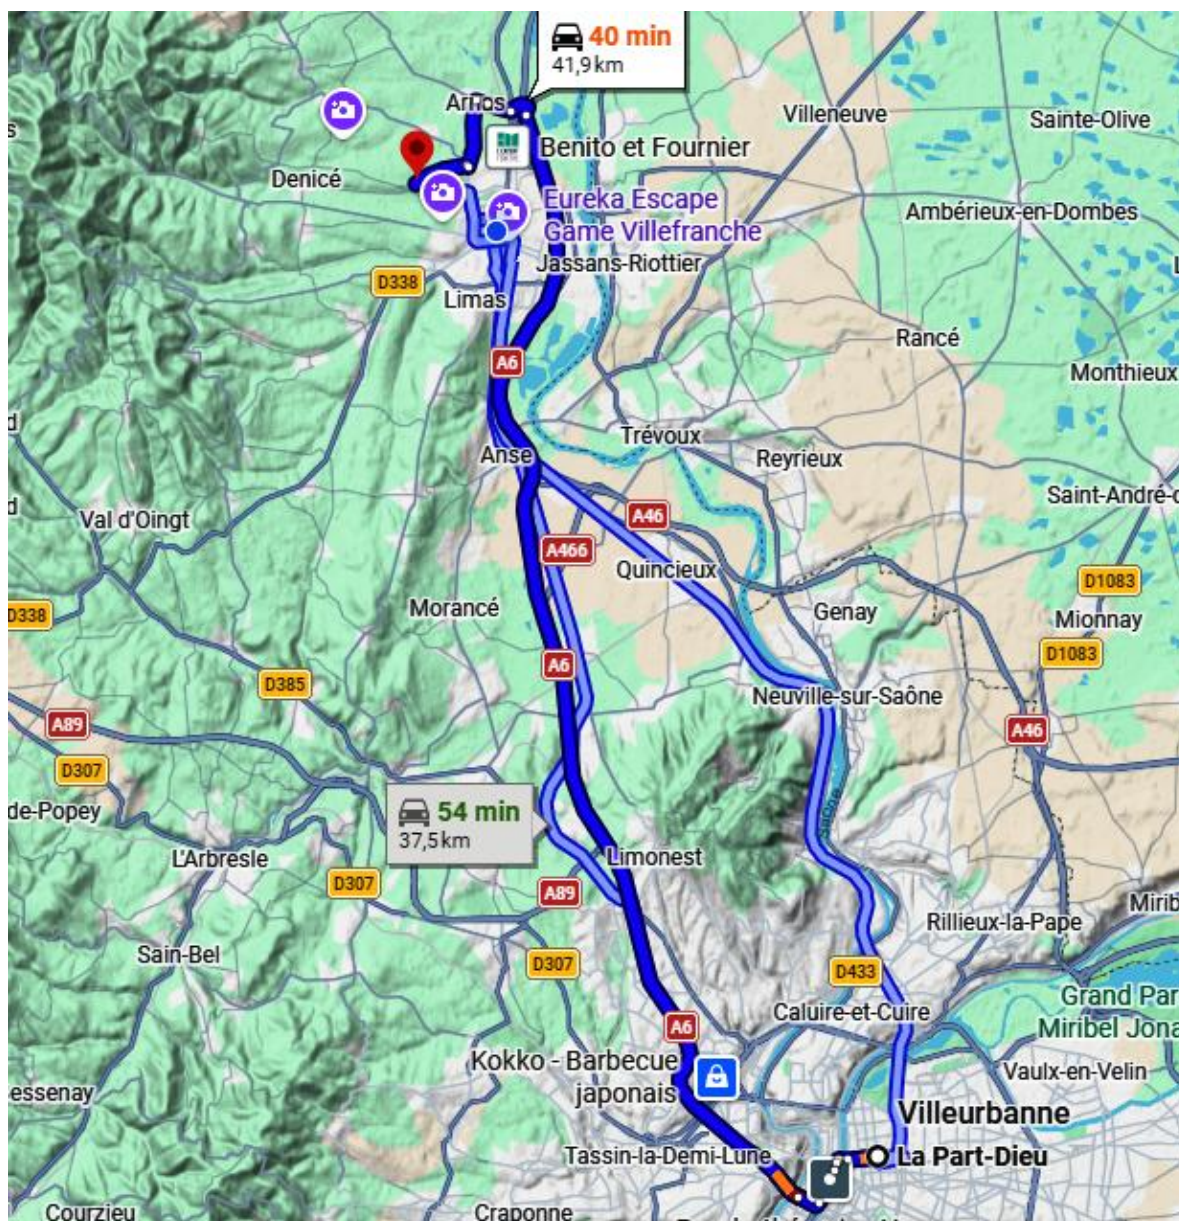 40 min
41,9 km
Arnas
Villeneuve
Sainte-Olive
Benito et Fournier
Denicé
Eureka Escape
Game Villefranche
Ambérieux-en-Dombes
Jassans-Riottier
D338
Limas
Rancé
A6
Monthieux
Trévoux
Anse
Reyrieux
Saint-André-d
Val d'Oingt
A46
A466
Quincieux
D1083
D338
Morancé
Genay
Mionnay
D1083
A6
D385
Neuville-sur-Saône
A89
A46
D307
Saône
de-Popey
54 min
37,5 km
L'Arbresle
Limonest
D307
A89
Rillieux-la-Pape
Sain-Bel
D307
D433
Grand Par
Caluire-et-Cuire
Miribel Jona
A6
Kokko - Barbecue
japonais
Vaulx-en-Velin
essenay
Villeurbanne
Tassin-la-Demi-Lune
La Part-Dieu
Courzieu
Craponne